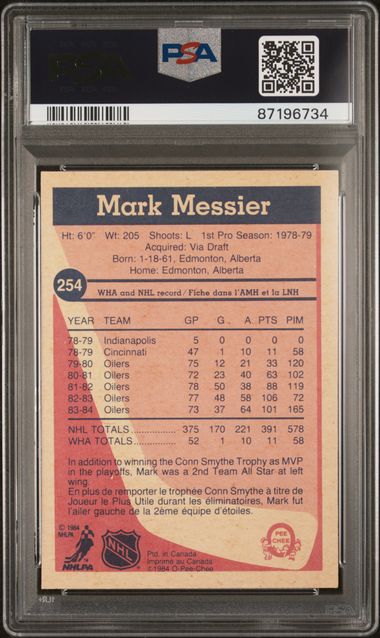 PSA
PSA
87196734
Mark Messier
Ht: 6'0" Wt: 205 Shoots: L 1st Pro Season: 1978-79
Acquired: Via Draft
Born: 1-18-61, Edmonton, Alberta
Home: Edmonton, Alberta
254
WHA and NHL record/Fiche dans l'AMH et la LNH
YEAR TEAM GP G A PTS PIM
78-79 Indianapolis 5 0 0 0 0
78-79 Cincinnati 47 1 10 11 58
79-80 Oilers 75 12 21 33 120
80-81 Oilers 72 23 40 63 102
81-82 Oilers 78 50 38 88 119
82-83 Oilers 77 48 58 106 72
83-84 Oilers 73 37 64 101 165
NHL TOTALS 375 170 221 391 578
WHA TOTALS 52 1 10 11 58
In addition to winning the Conn Smythe Trophy as MVP
in the playoffs, Mark was a 2nd Team All Star at left
wing.
En plus de remporter le trophée Conn Smythe à titre de
Joueur le Plus Utile durant les éliminatoires, Mark fut
l'ailer gauche de la 2ème équipe d'étoiles.
© 1984
NHLPA
NHLPA
NHL
Ptd. in Canada
Imprimé au Canada
©1984 O-Pee-Chee
O
PEE
CHEE